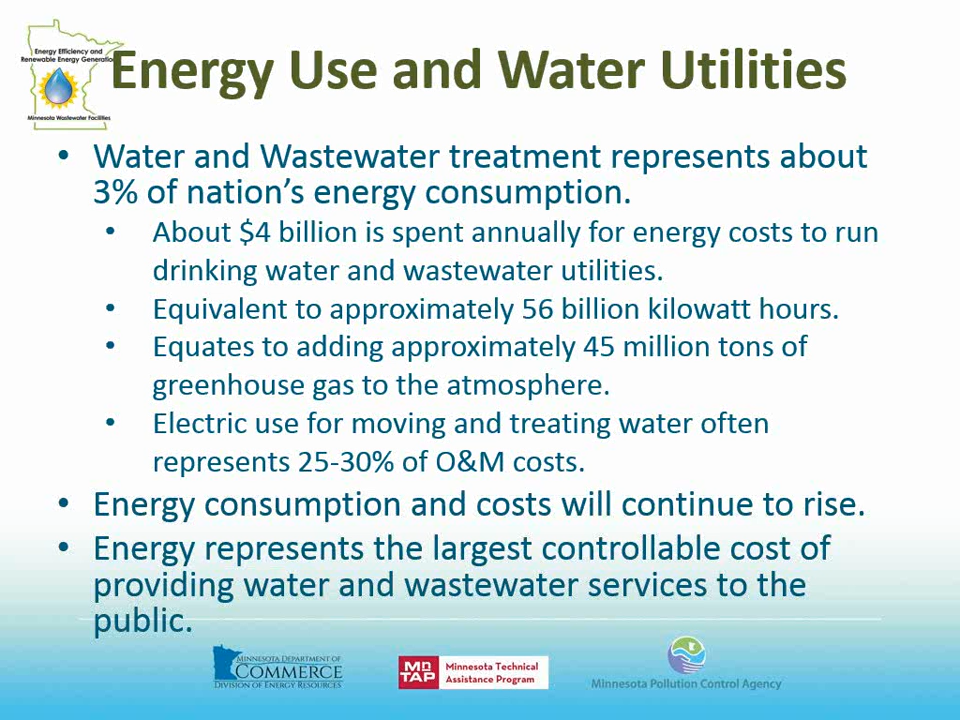 Energy Efficiency and
Renewable Energy Generation
Minnesota Wastewater Facilities
Energy Use and Water Utilities
• Water and Wastewater treatment represents about
3% of nation's energy consumption.
• About $4 billion is spent annually for energy costs to run
drinking water and wastewater utilities.
• Equivalent to approximately 56 billion kilowatt hours.
• Equates to adding approximately 45 million tons of
greenhouse gas to the atmosphere.
• Electric use for moving and treating water often
represents 25-30% of O&M costs.
• Energy consumption and costs will continue to rise.
• Energy represents the largest controllable cost of
providing water and wastewater services to the
public.
MINNESOTA DEPARTMENT OF
COMMERCE
DIVISION OF ENERGY RESOURCES
MnTAP
Minnesota Technical
Assistance Program
Minnesota Pollution Control Agency